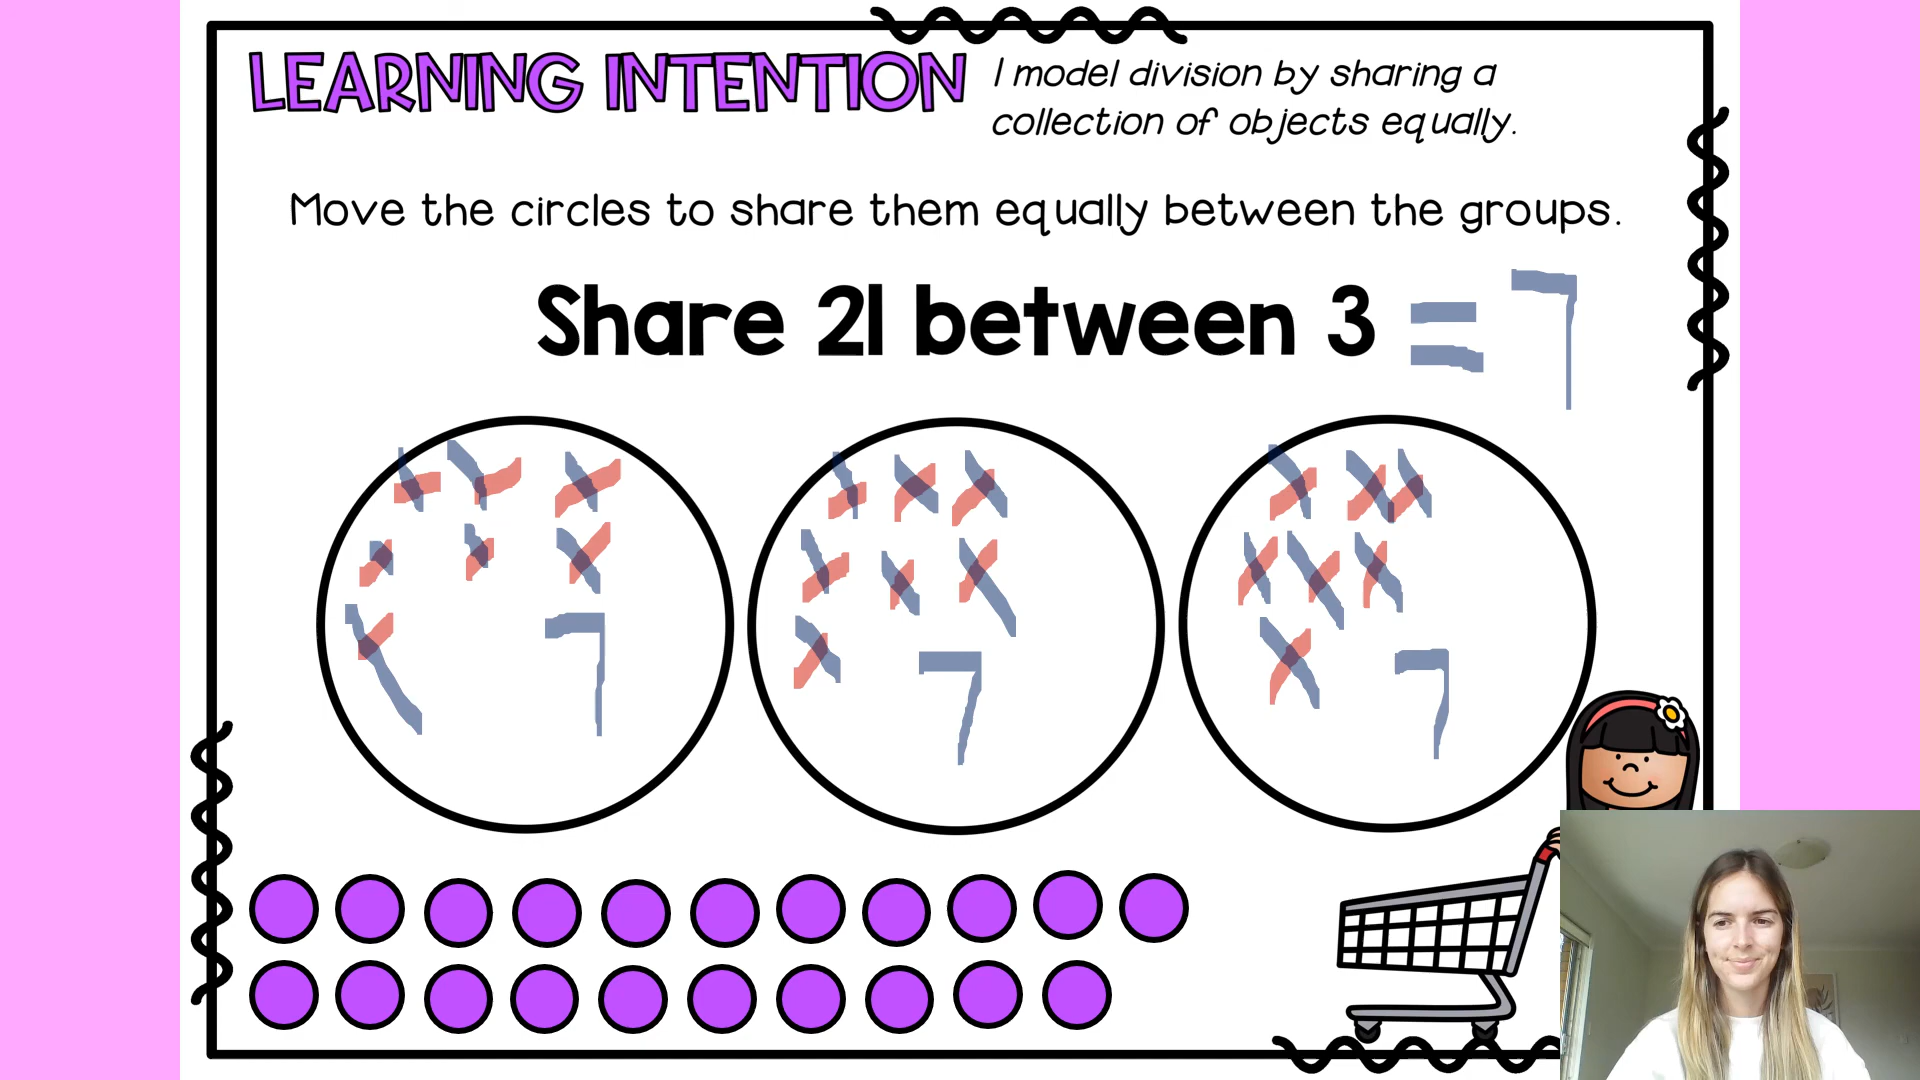 LEARNING INTENTION
I model division by sharing a
collection of objects equally.
Move the circles to share them equally between the groups.
Share 21 between 3 = 7
7 7 7